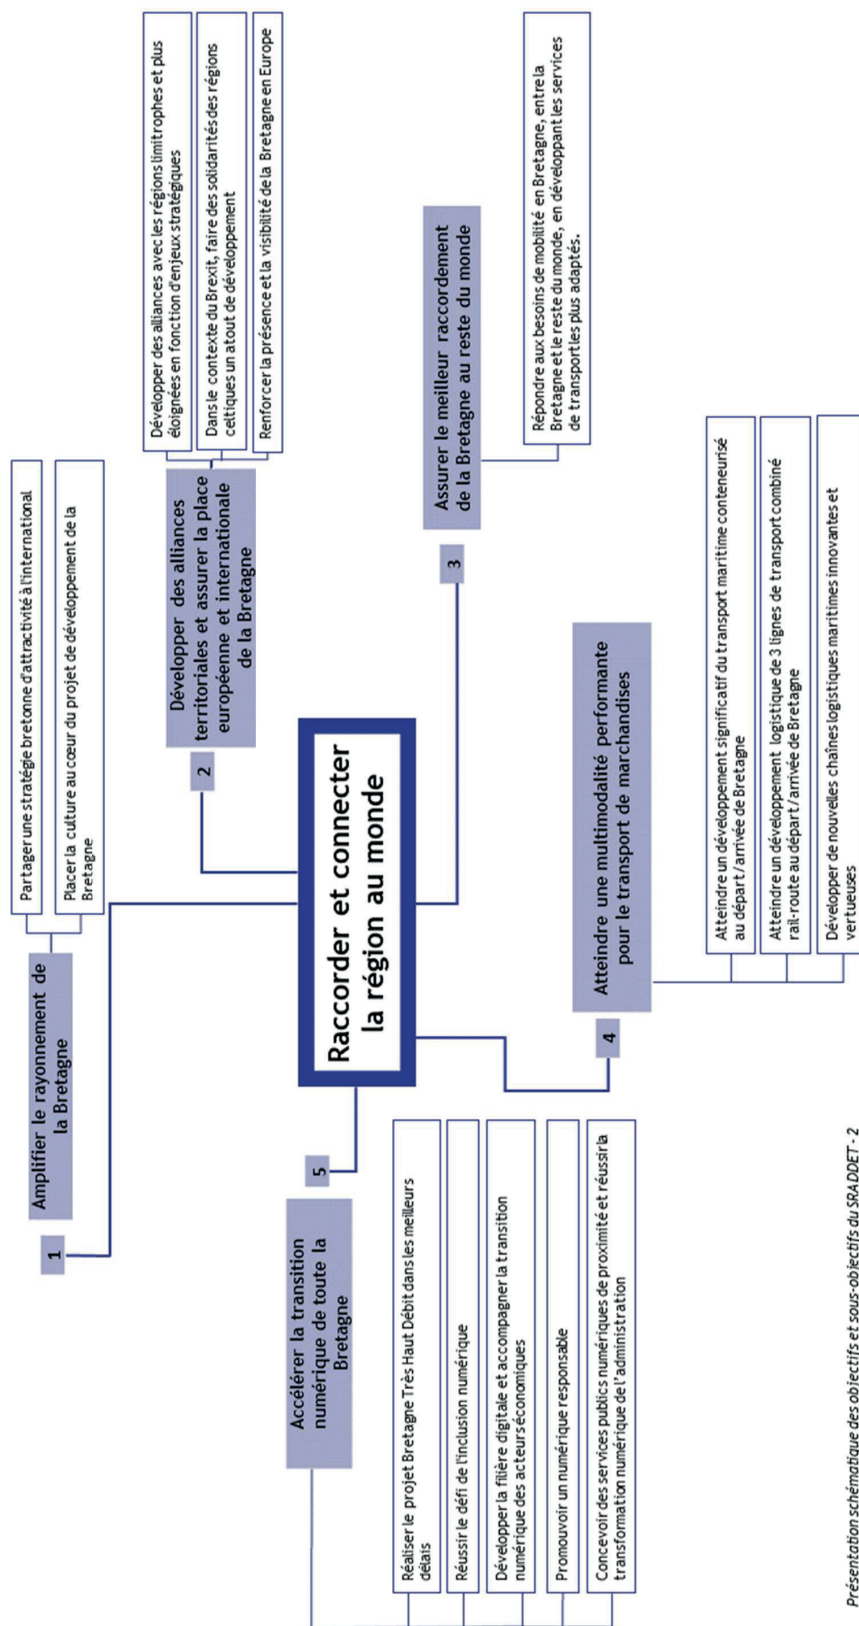 Raccorder et connecter
la région au monde
1
Amplifier le rayonnement de
la Bretagne
Partager une stratégie bretonne d'attractivité à l'international
Placer la culture au cœur du projet de développement de la
Bretagne
2
Développer des alliances
territoriales et assurer la place
européenne et internationale
de la Bretagne
Développer des alliances avec les régions limitrophes et plus
éloignées en fonction d'enjeux stratégiques
Dans le contexte du Brexit, faire des solidarités des régions
celtiques un atout de développement
Renforcer la présence et la visibilité de la Bretagne en Europe
3
Assurer le meilleur raccordement
de la Bretagne au reste du monde
Répondre aux besoins de mobilité en Bretagne, entre la
Bretagne et le reste du monde, en développant les services
de transport les plus adaptés.
4
Atteindre une multimodalité performante
pour le transport de marchandises
Atteindre un développement significatif du transport maritime conteneurisé
au départ / arrivée de Bretagne
Atteindre un développement logistique de 3 lignes de transport combiné
rail-route au départ / arrivée de Bretagne
Développer de nouvelles chaînes logistiques maritimes innovantes et
vertueuses
5
Accélérer la transition
numérique de toute la
Bretagne
Réaliser le projet Bretagne Très Haut Débit dans les meilleurs
délais
Réussir le défi de l'inclusion numérique
Développer la filière digitale et accompagner la transition
numérique des acteurs économiques
Promouvoir un numérique responsable
Concevoir des services publics numériques de proximité et réussir la
transformation numérique de l'administration
Présentation schématique des objectifs et sous-objectifs du SRADDET - 2